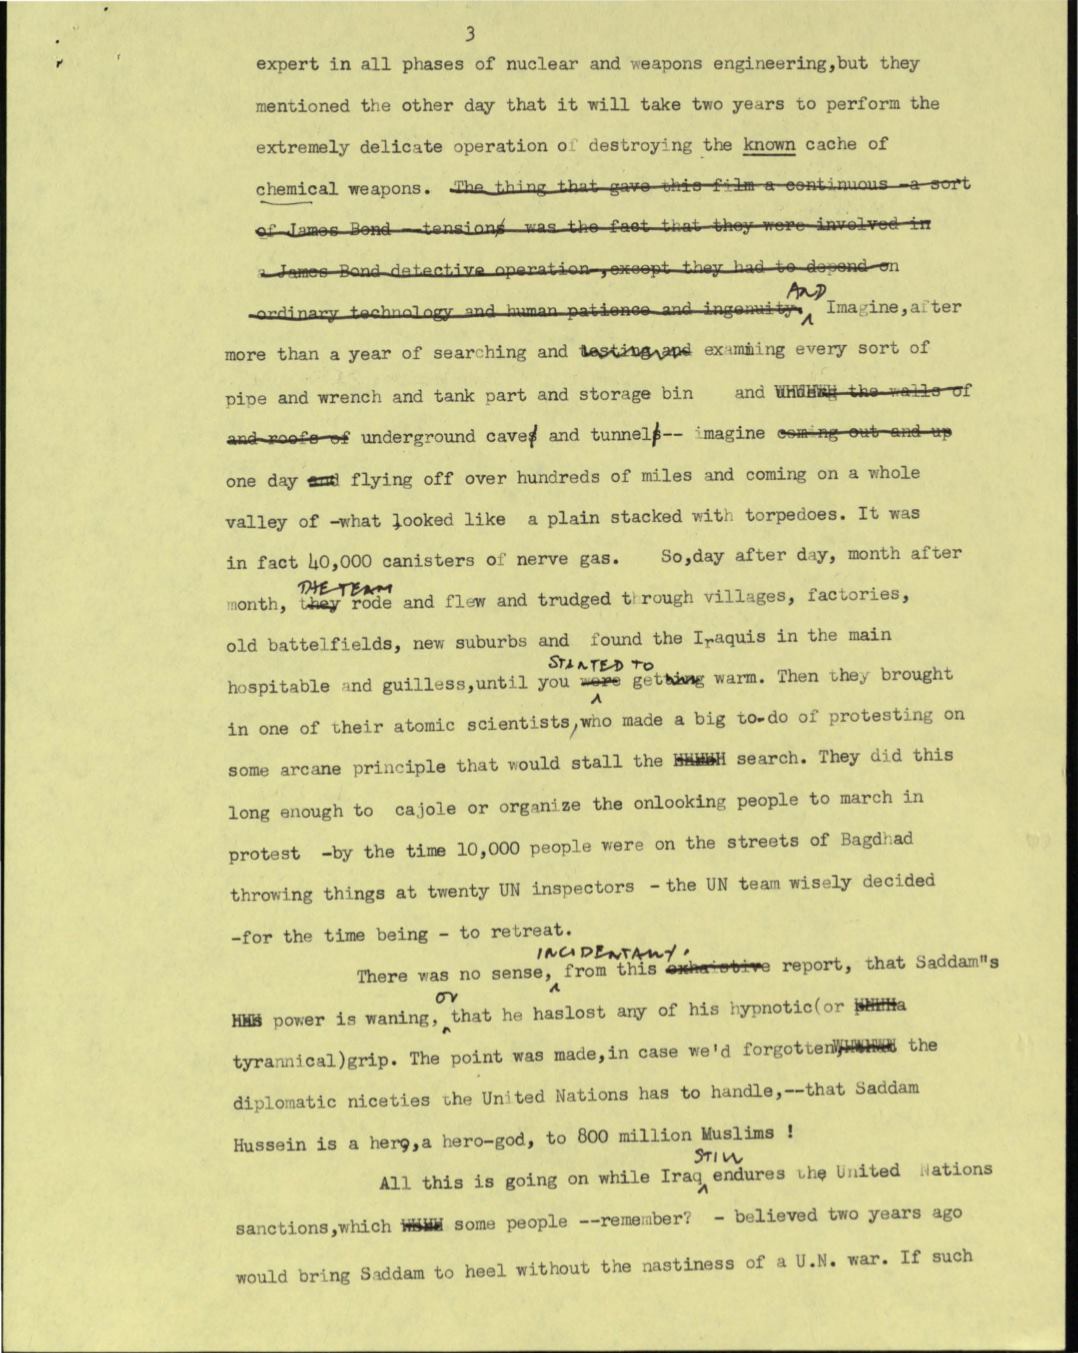 3
expert in all phases of nuclear and weapons engineering,but they
mentioned the other day that it will take two years to perform the
extremely delicate operation of destroying the known cache of
chemical weapons. The thing that gave this film a continuous -a sort
of James Bond -tensions was the fact that they were involved in
a James Bond detective operation-,except they had to depend on
ordinary technology and human patience and ingenuity. AND Imagine,after
more than a year of searching and testing and examining every sort of
pipe and wrench and tank part and storage bin and the walls of
and roofs of underground caves and tunnels-- imagine coming out and up
one day and flying off over hundreds of miles and coming on a whole
valley of -what looked like a plain stacked with torpedoes. It was
in fact 40,000 canisters of nerve gas. So,day after day, month after
THE TEAM
month, they rode and flew and trudged through villages, factories,
old battelfields, new suburbs and found the Iraquis in the main
STARTED TO
hospitable and guilless,until you were getting warm. Then they brought
in one of their atomic scientists,who made a big to-do of protesting on
some arcane principle that would stall the search. They did this
long enough to cajole or organize the onlooking people to march in
protest -by the time 10,000 people were on the streets of Bagdhad
throwing things at twenty UN inspectors - the UN team wisely decided
-for the time being - to retreat.
INCIDENTALLY,
There was no sense, from this exhaistive report, that Saddam"s
or
power is waning, that he haslost any of his hypnotic(or a
tyrannical)grip. The point was made,in case we'd forgotten the
diplomatic niceties the United Nations has to handle,--that Saddam
Hussein is a hero,a hero-god, to 800 million Muslims !
STILL
All this is going on while Iraq endures the United Nations
sanctions,which some people --remember? - believed two years ago
would bring Saddam to heel without the nastiness of a U.N. war. If such